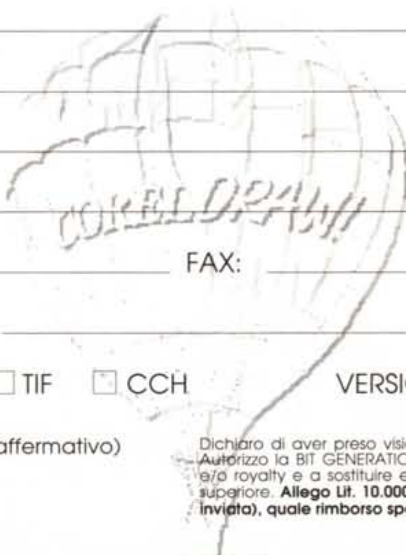 CORELDRAW!
FAX:
TIF CCH VERSI
affermativo)
Dichiaro di aver preso visi
Autorizzo la BIT GENERATIO
e/o royalty e a sostituire e
superiore. Allego Lit. 10.000
inviata), quale rimborso sp